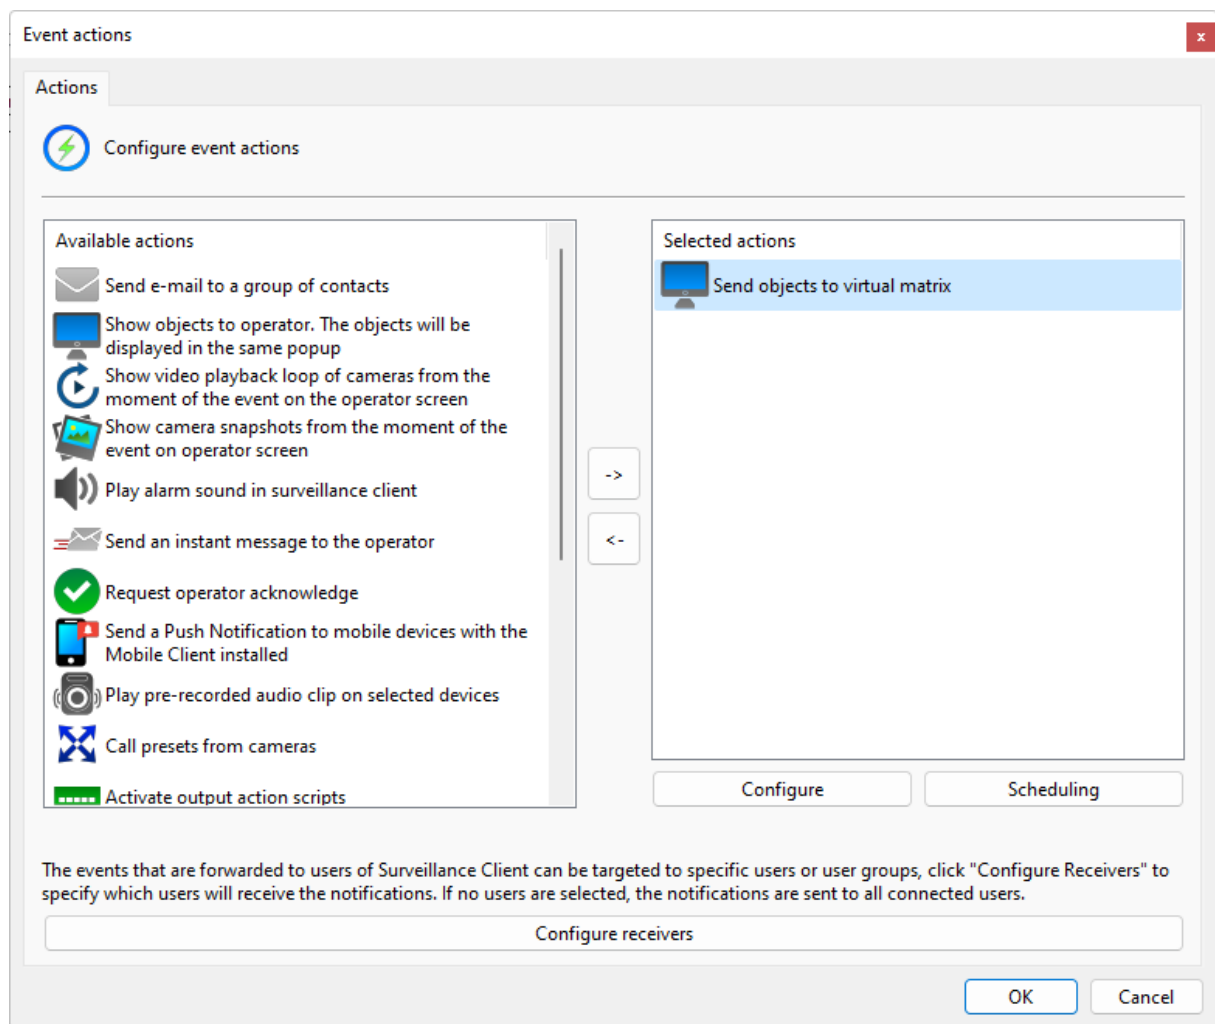 Event actions
x
Actions
Configure event actions
Available actions
Send e-mail to a group of contacts
Show objects to operator. The objects will be
displayed in the same popup
Show video playback loop of cameras from the
moment of the event on the operator screen
Show camera snapshots from the moment of the
event on operator screen
Play alarm sound in surveillance client
Send an instant message to the operator
Request operator acknowledge
Send a Push Notification to mobile devices with the
Mobile Client installed
Play pre-recorded audio clip on selected devices
Call presets from cameras
Activate output action scripts
->
<-
Selected actions
Send objects to virtual matrix
Configure
Scheduling
The events that are forwarded to users of Surveillance Client can be targeted to specific users or user groups, click "Configure Receivers" to
specify which users will receive the notifications. If no users are selected, the notifications are sent to all connected users.
Configure receivers
OK
Cancel